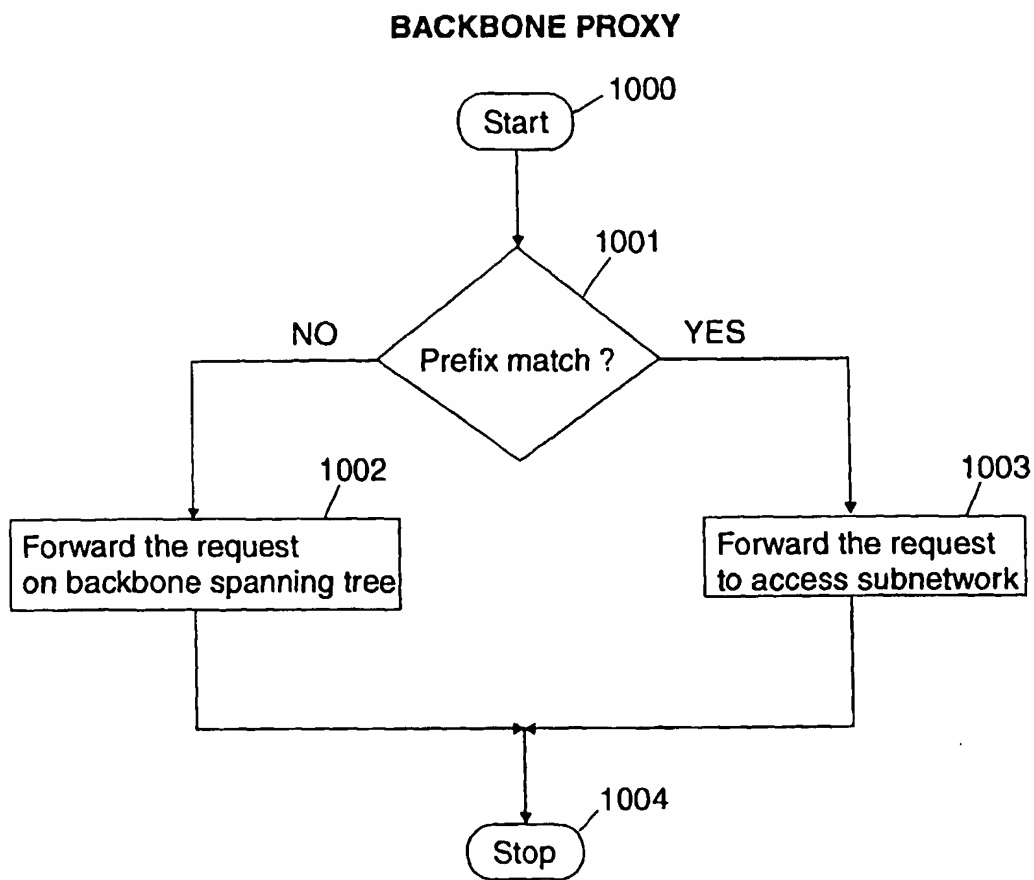 BACKBONE PROXY
1000
Start
1001
NO
YES
Prefix match ?
1002
1003
Forward the request
on backbone spanning tree
Forward the request
to access subnetwork
1004
Stop